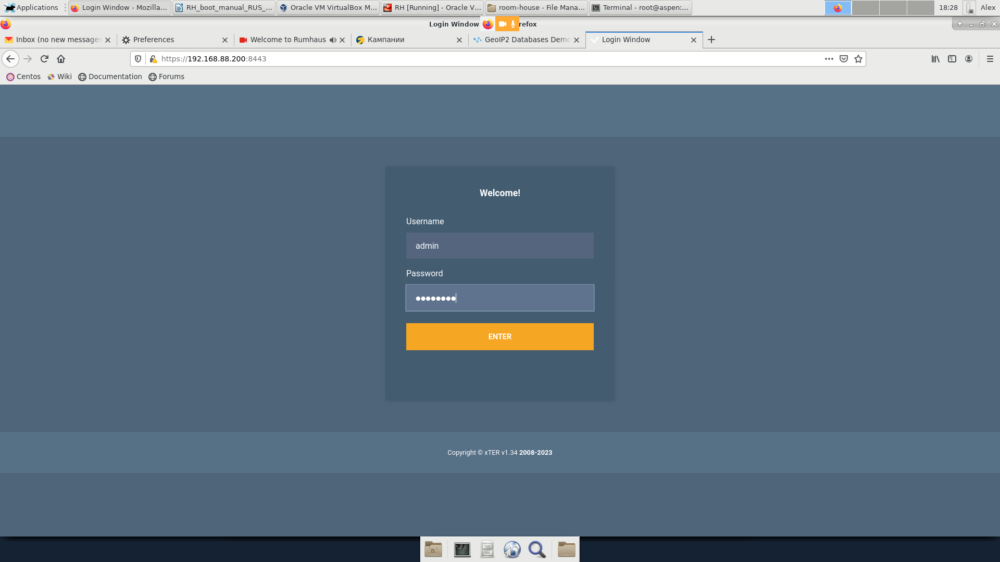 Applications Login Window - Mozilla... RH_boot_manual_RUS_... Oracle VM VirtualBox M... RH [Running] - Oracle V... room-house - File Mana... Terminal - root@aspen:... 18:28 Alex
Login Window refox
Inbox (no new messages Preferences Welcome to Rumhaus Кампании GeoIP2 Databases Demo Login Window
https://192.168.88.200:8443
Centos Wiki Documentation Forums
Welcome!
Username
admin
Password
ENTER
Copyright © xTER v1.34 2008-2023